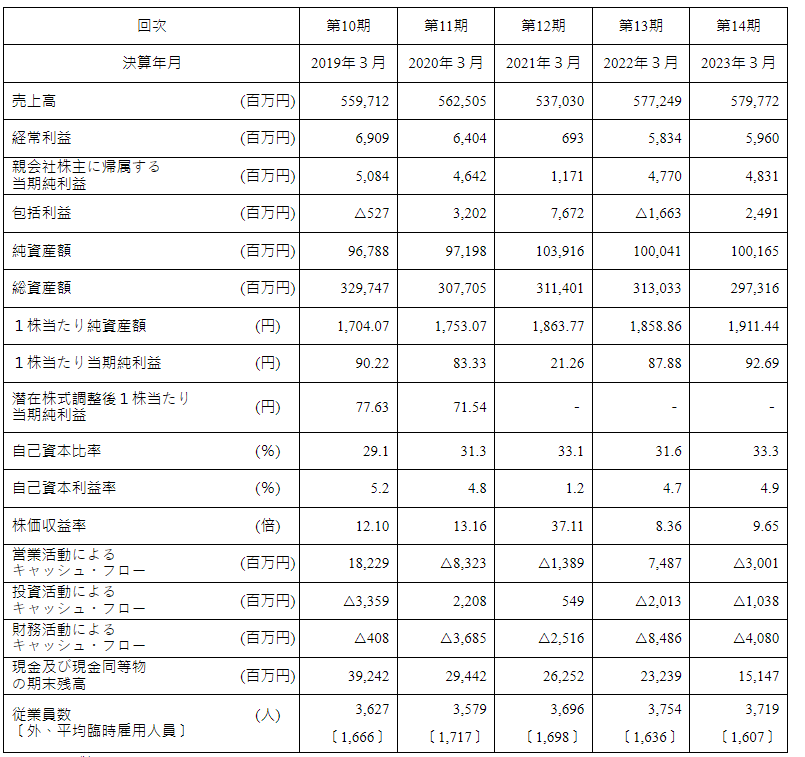 回次 第10期 第11期 第12期 第13期 第14期
決算年月 2019年３月 2020年３月 2021年３月 2022年３月 2023年３月
売上高 (百万円) 559,712 562,505 537,030 577,249 579,772
経常利益 (百万円) 6,909 6,404 693 5,834 5,960
親会社株主に帰属する
当期純利益 (百万円) 5,084 4,642 1,171 4,770 4,831
包括利益 (百万円) △527 3,202 7,672 △1,663 2,491
純資産額 (百万円) 96,788 97,198 103,916 100,041 100,165
総資産額 (百万円) 329,747 307,705 311,401 313,033 297,316
１株当たり純資産額 (円) 1,704.07 1,753.07 1,863.77 1,858.86 1,911.44
１株当たり当期純利益 (円) 90.22 83.33 21.26 87.88 92.69
潜在株式調整後１株当たり
当期純利益 (円) 77.63 71.54 - - -
自己資本比率 (％) 29.1 31.3 33.1 31.6 33.3
自己資本利益率 (％) 5.2 4.8 1.2 4.7 4.9
株価収益率 (倍) 12.10 13.16 37.11 8.36 9.65
営業活動による
キャッシュ・フロー (百万円) 18,229 △8,323 △1,389 7,487 △3,001
投資活動による
キャッシュ・フロー (百万円) △3,359 2,208 549 △2,013 △1,038
財務活動による
キャッシュ・フロー (百万円) △408 △3,685 △2,516 △8,486 △4,080
現金及び現金同等物
の期末残高 (百万円) 39,242 29,442 26,252 23,239 15,147
従業員数 (人) 3,627 3,579 3,696 3,754 3,719
〔外、平均臨時雇用人員〕 〔1,666〕 〔1,717〕 〔1,698〕 〔1,636〕 〔1,607〕